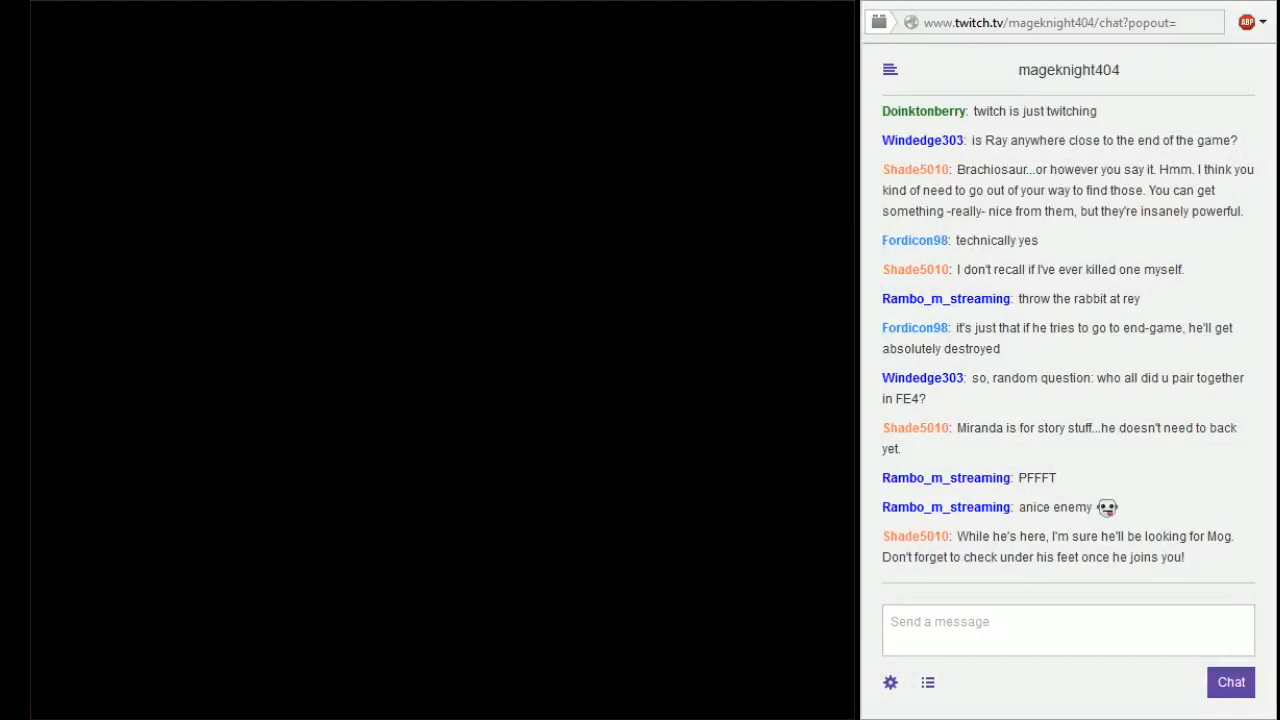 www.twitch.tv/mageknight404/chat?popout=
ABP
mageknight404
Doinktonberry: twitch is just twitching
Windedge303: is Ray anywhere close to the end of the game?
Shade5010: Brachiosaur...or however you say it. Hmm. I think you
kind of need to go out of your way to find those. You can get
something -really- nice from them, but they're insanely powerful.
Fordicon98: technically yes
Shade5010: I don't recall if I've ever killed one myself.
Rambo_m_streaming: throw the rabbit at rey
Fordicon98: it's just that if he tries to go to end-game, he'll get
absolutely destroyed
Windedge303: so, random question: who all did u pair together
in FE4?
Shade5010: Miranda is for story stuff...he doesn't need to back
yet.
Rambo_m_streaming: PFFFT
Rambo_m_streaming: anice enemy
Shade5010: While he's here, I'm sure he'll be looking for Mog.
Don't forget to check under his feet once he joins you!
Send a message
Chat